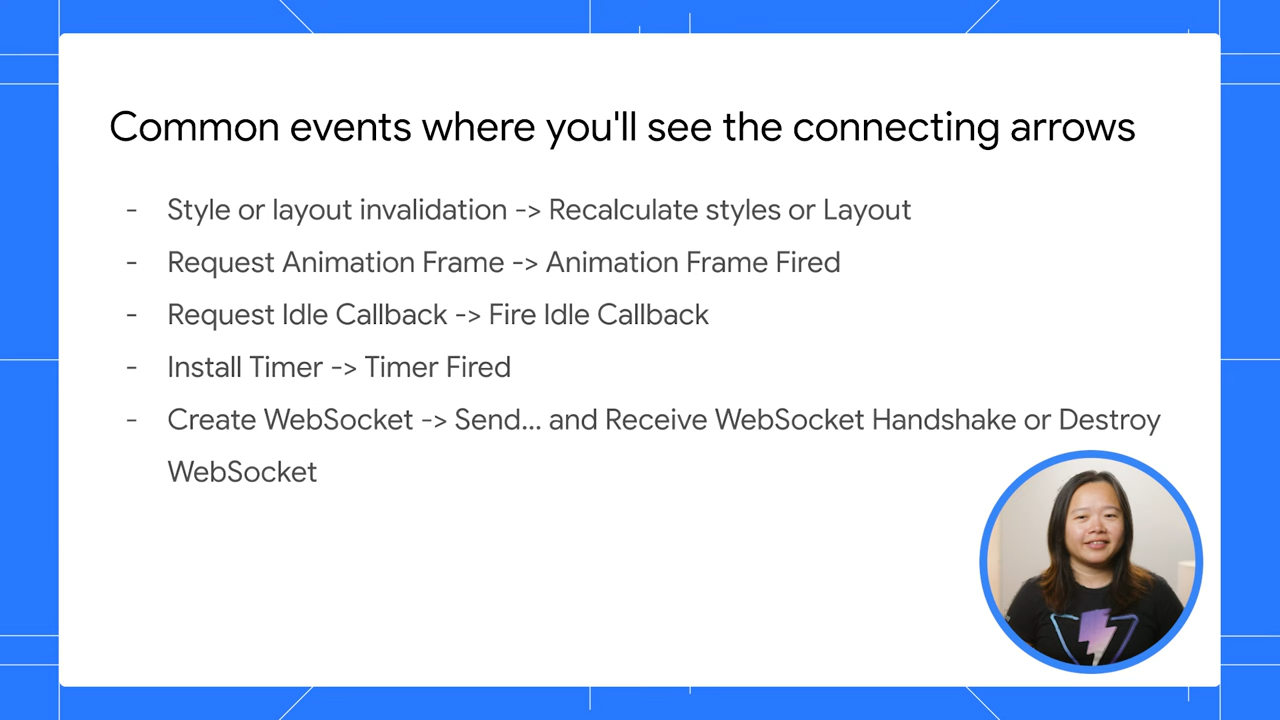 Common events where you'll see the connecting arrows
- Style or layout invalidation -> Recalculate styles or Layout
- Request Animation Frame -> Animation Frame Fired
- Request Idle Callback -> Fire Idle Callback
- Install Timer -> Timer Fired
- Create WebSocket -> Send... and Receive WebSocket Handshake or Destroy
WebSocket